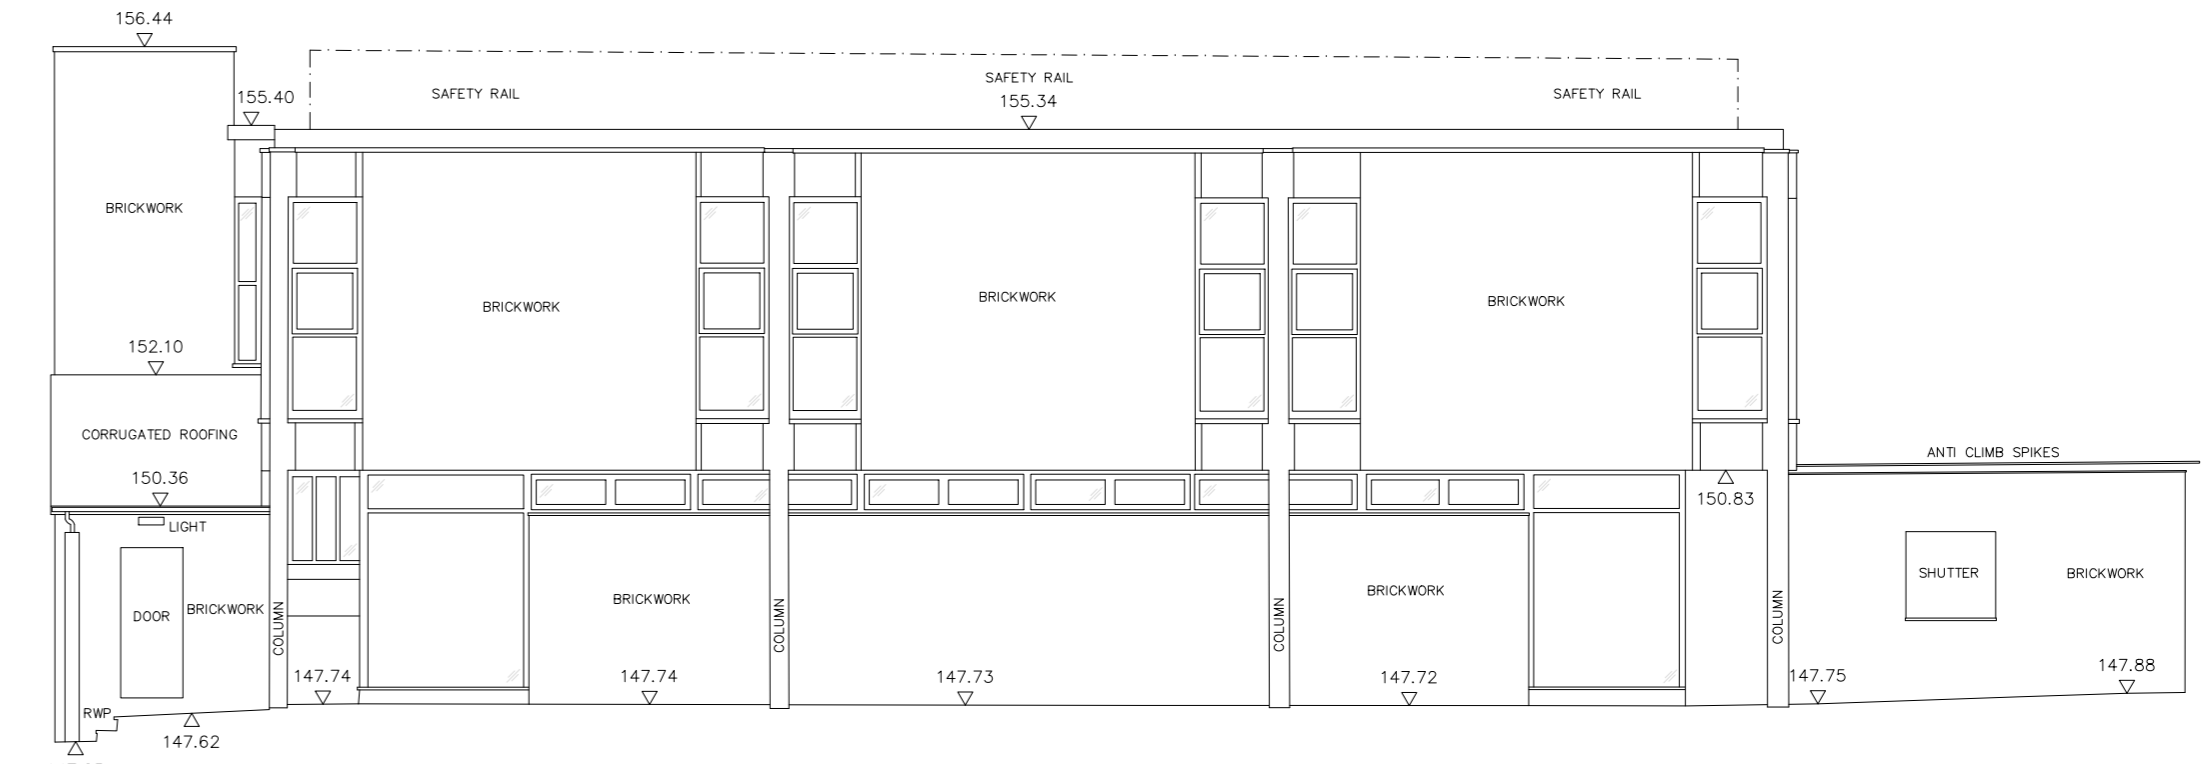 156.44
SAFETY RAIL
155.40
SAFETY RAIL
155.34
SAFETY RAIL
BRICKWORK
BRICKWORK
BRICKWORK
BRICKWORK
152.10
CORRUGATED ROOFING
150.36
ANTI CLIMB SPIKES
150.83
LIGHT
DOOR
BRICKWORK
COLUMN
BRICKWORK
COLUMN
COLUMN
BRICKWORK
COLUMN
SHUTTER
BRICKWORK
147.74
147.74
147.73
147.72
147.75
147.88
RWP
147.62